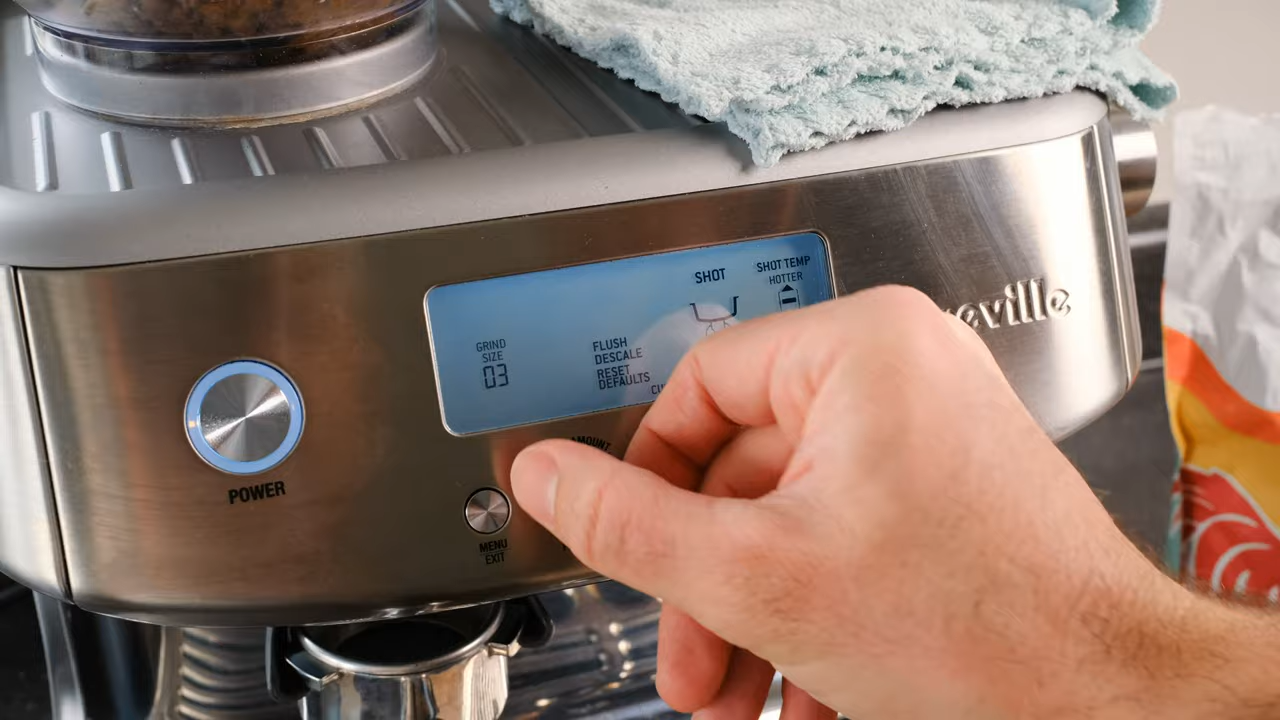 SHOT
SHOT TEMP
HOTTER
GRIND
SIZE
03
FLUSH
DESCALE
RESET
DEFAULTS
AMOUNT
POWER
MENU
EXIT
eville